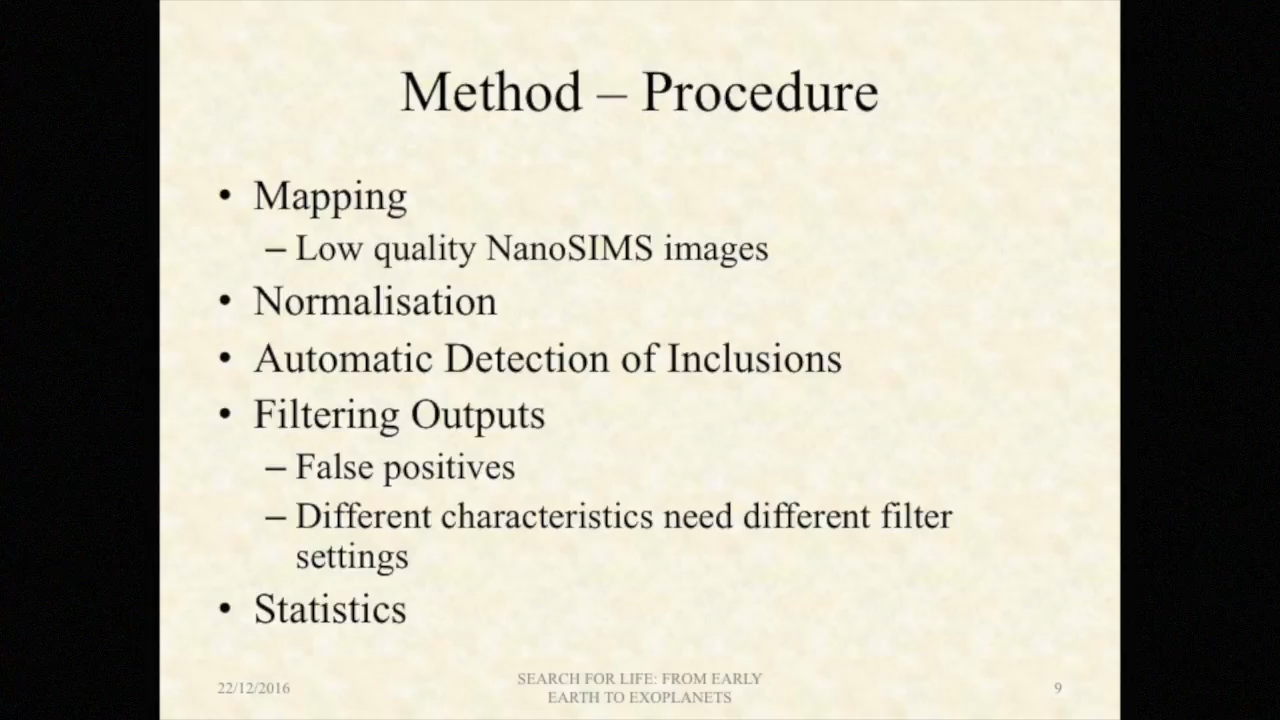 Method – Procedure
• Mapping
– Low quality NanoSIMS images
• Normalisation
• Automatic Detection of Inclusions
• Filtering Outputs
– False positives
– Different characteristics need different filter
settings
• Statistics
22/12/2016
SEARCH FOR LIFE: FROM EARLY
EARTH TO EXOPLANETS
9